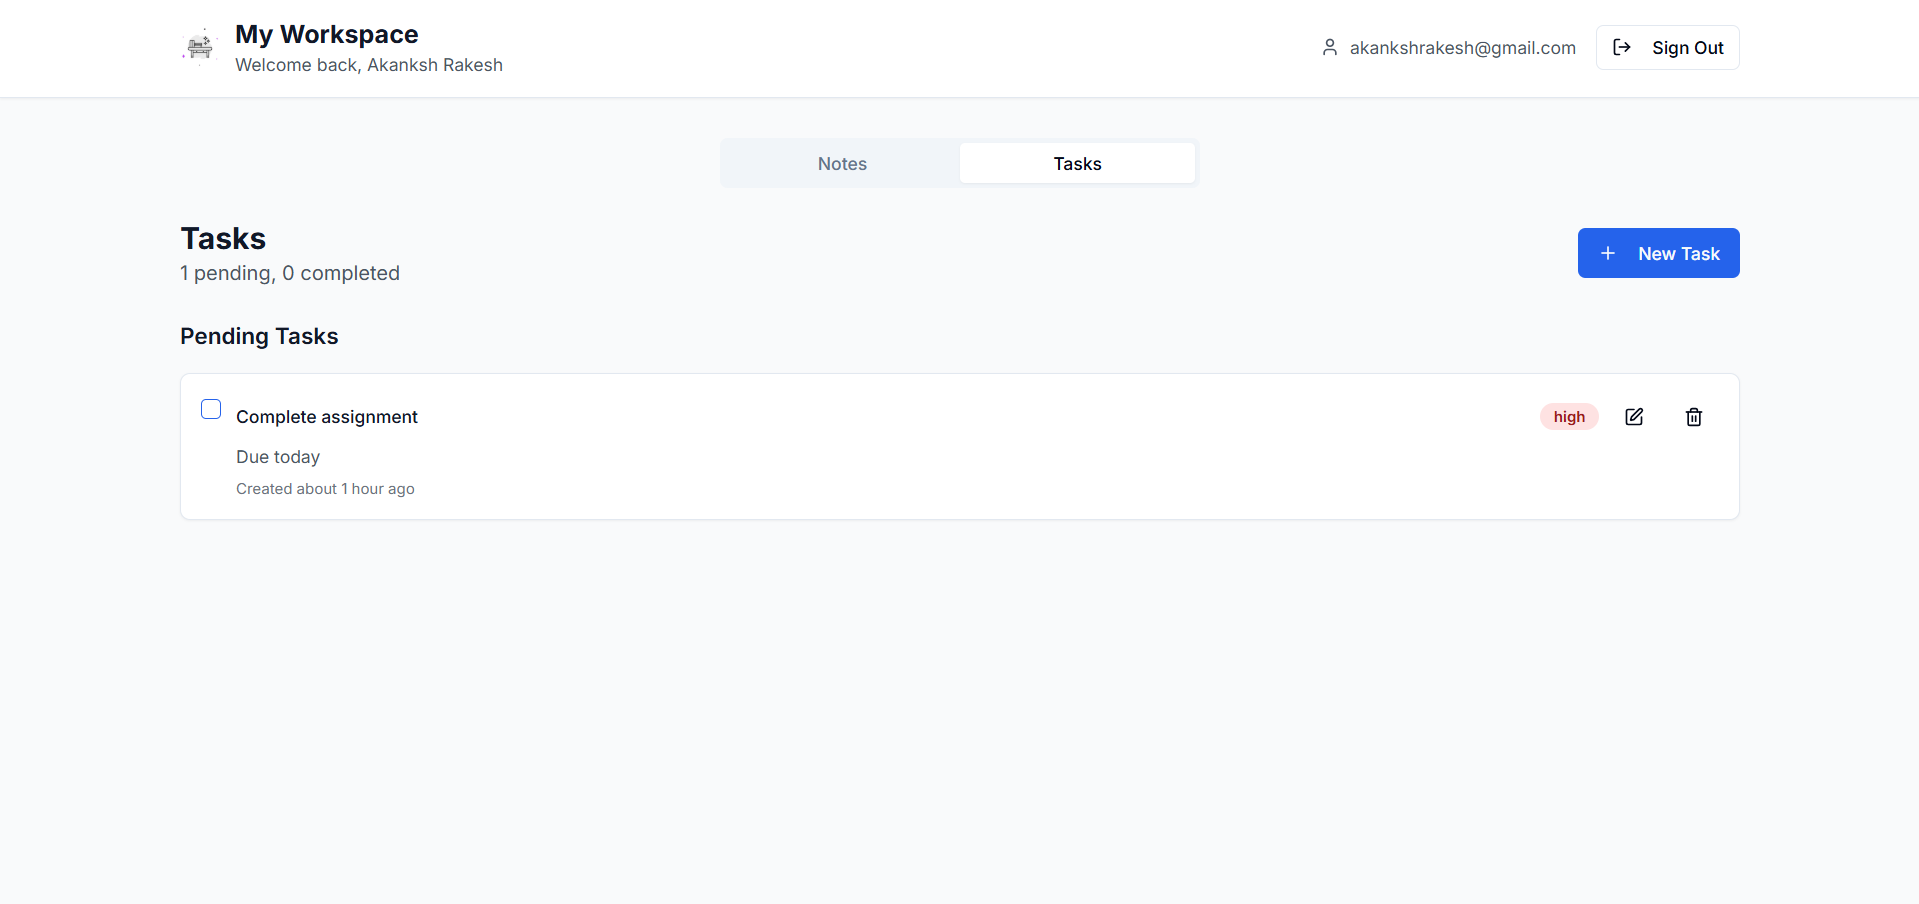 My Workspace
Welcome back, Akanksh Rakesh
akankshrakesh@gmail.com
Sign Out
Notes
Tasks
Tasks
1 pending, 0 completed
New Task
Pending Tasks
Complete assignment
high
Due today
Created about 1 hour ago